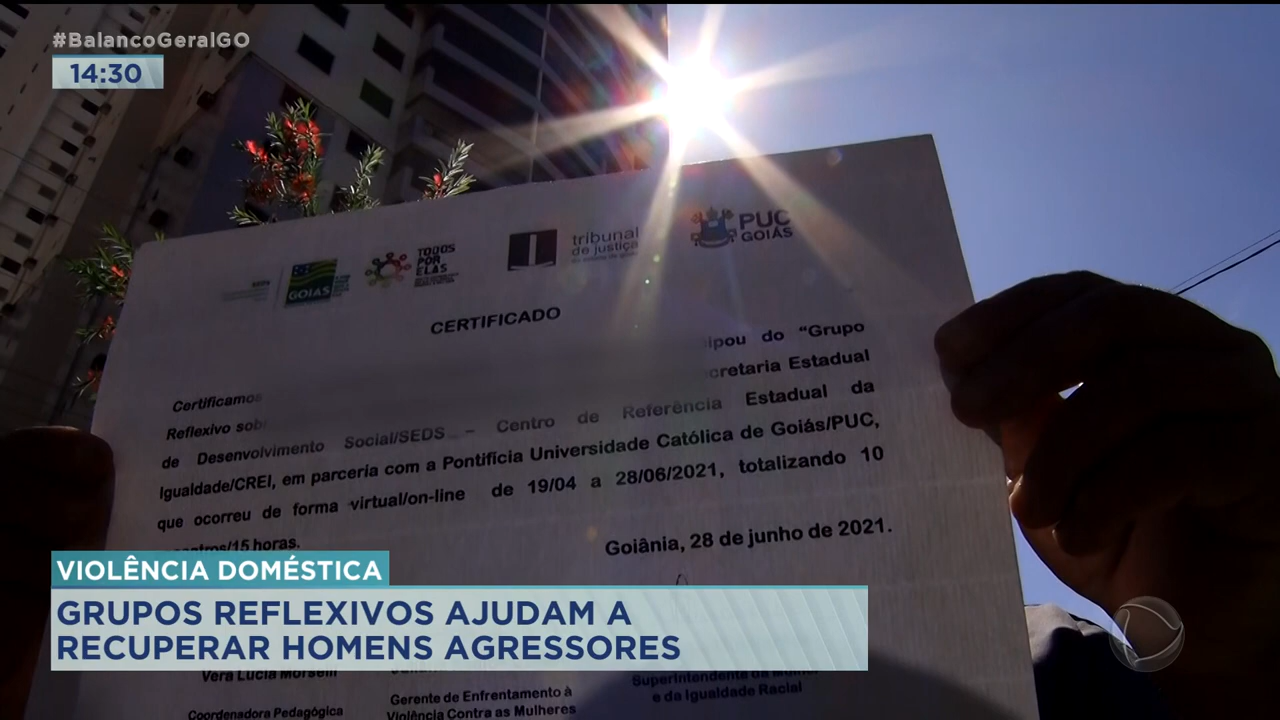 #BalancoGeralGO
14:30
GOIÁS
TODOS
POR
ELAS
tribunal
de justiça
PUC
GOIÁS
CERTIFICADO
Certificamos
ipou do “Grupo
Reflexivo sob
cretaria Estadual
de Desenvolvimento Social/SEDS – Centro de Referência Estadual da
Igualdade/CREI, em parceria com a Pontifícia Universidade Católica de Goiás/PUC,
que ocorreu de forma virtual/on-line de 19/04 a 28/06/2021, totalizando 10
/15 horas.
Goiânia, 28 de junho de 2021.
VIOLÊNCIA DOMÉSTICA
GRUPOS REFLEXIVOS AJUDAM A
RECUPERAR HOMENS AGRESSORES
Vera Lúcia Morselli
Coordenadora Pedagógica
Gerente de Enfrentamento à
Violência Contra as Mulheres
Superintendente da Mulher
e da Igualdade Racial